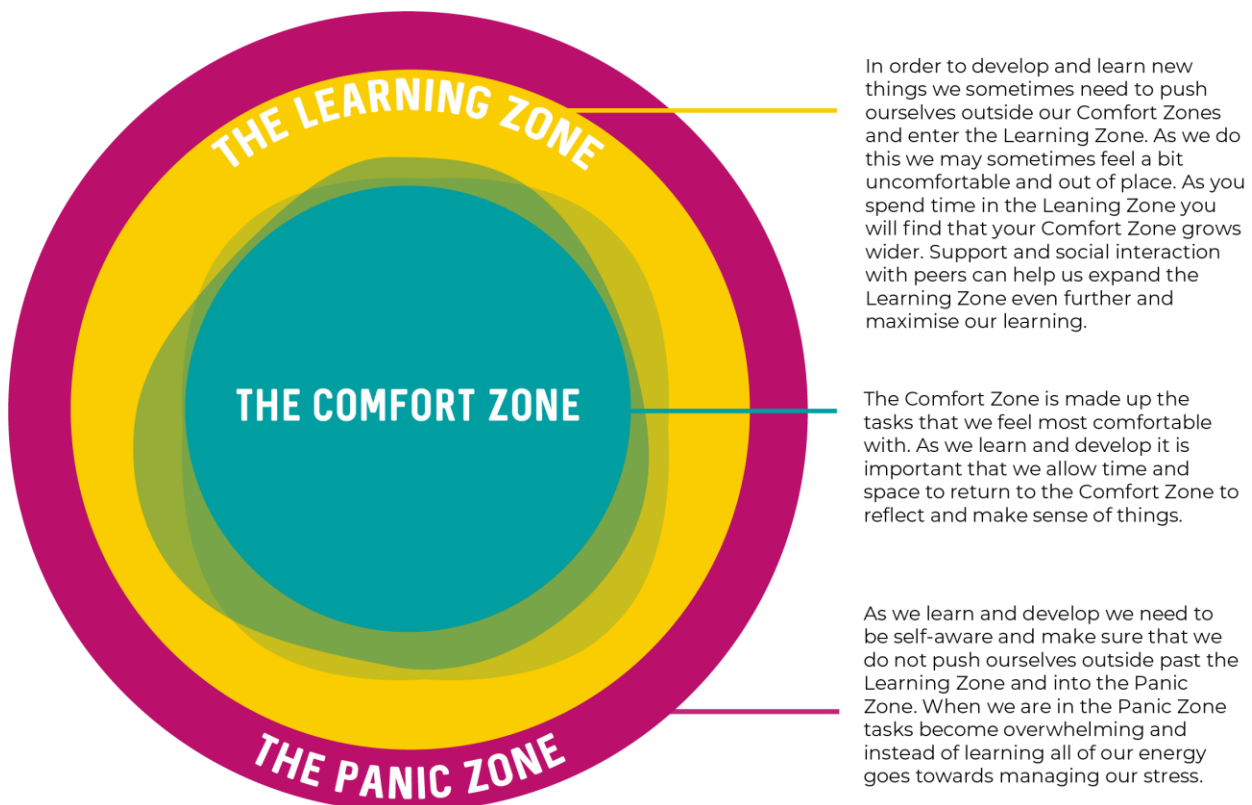 THE LEARNING ZONE
In order to develop and learn new
things we sometimes need to push
ourselves outside our Comfort Zones
and enter the Learning Zone. As we do
this we may sometimes feel a bit
uncomfortable and out of place. As you
spend time in the Leaning Zone you
will find that your Comfort Zone grows
wider. Support and social interaction
with peers can help us expand the
Learning Zone even further and
maximise our learning.
THE COMFORT ZONE
The Comfort Zone is made up the
tasks that we feel most comfortable
with. As we learn and develop it is
important that we allow time and
space to return to the Comfort Zone to
reflect and make sense of things.
THE PANIC ZONE
As we learn and develop we need to
be self-aware and make sure that we
do not push ourselves outside past the
Learning Zone and into the Panic
Zone. When we are in the Panic Zone
tasks become overwhelming and
instead of learning all of our energy
goes towards managing our stress.